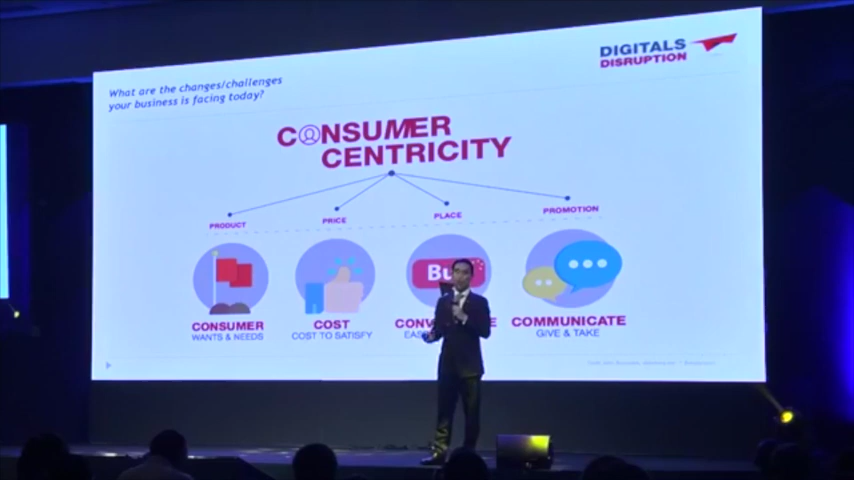 What are the changes/challenges
your business is facing today?
DIGITALS
DISRUPTION
CONSUMER
CENTRICITY
PRODUCT
PRICE
PLACE
PROMOTION
CONSUMER
WANTS & NEEDS
COST
COST TO SATISFY
COMMUNICATE
GIVE & TAKE